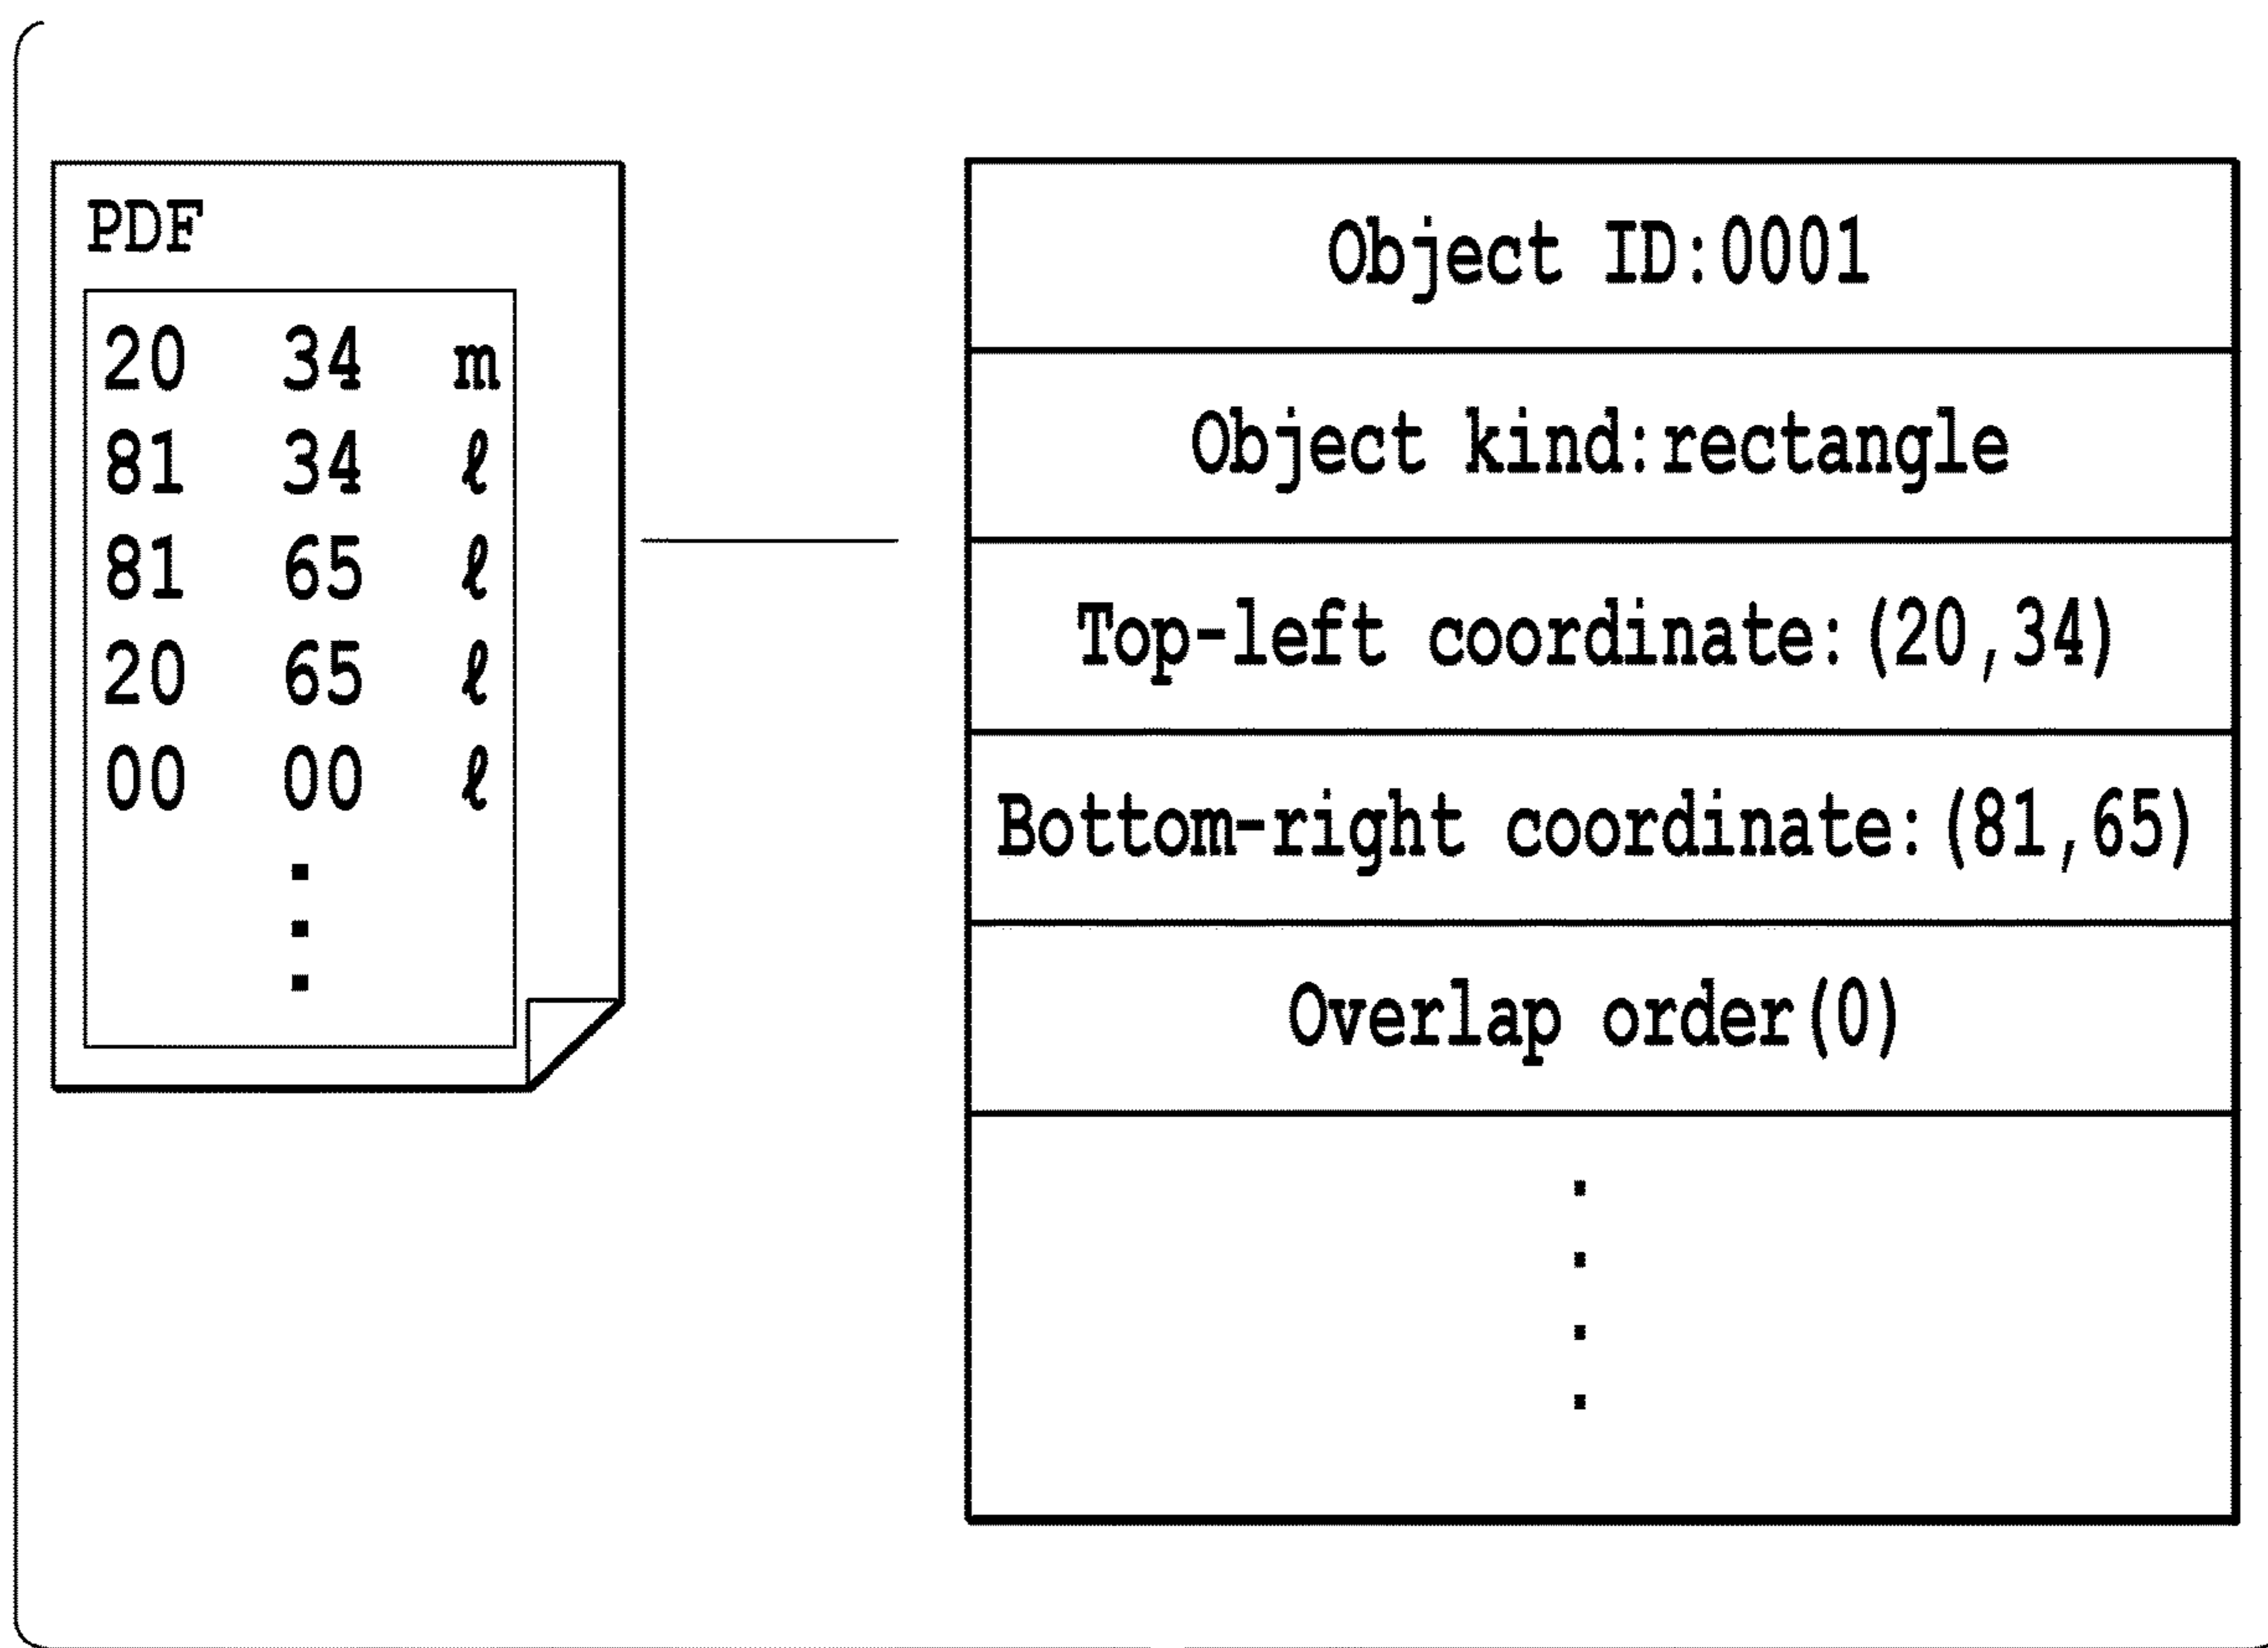 PDF
20 34 m
81 34 ℓ
81 65 ℓ
20 65 ℓ
00 00 ℓ
Object ID:0001
Object kind:rectangle
Top-left coordinate:(20,34)
Bottom-right coordinate:(81,65)
Overlap order(0)